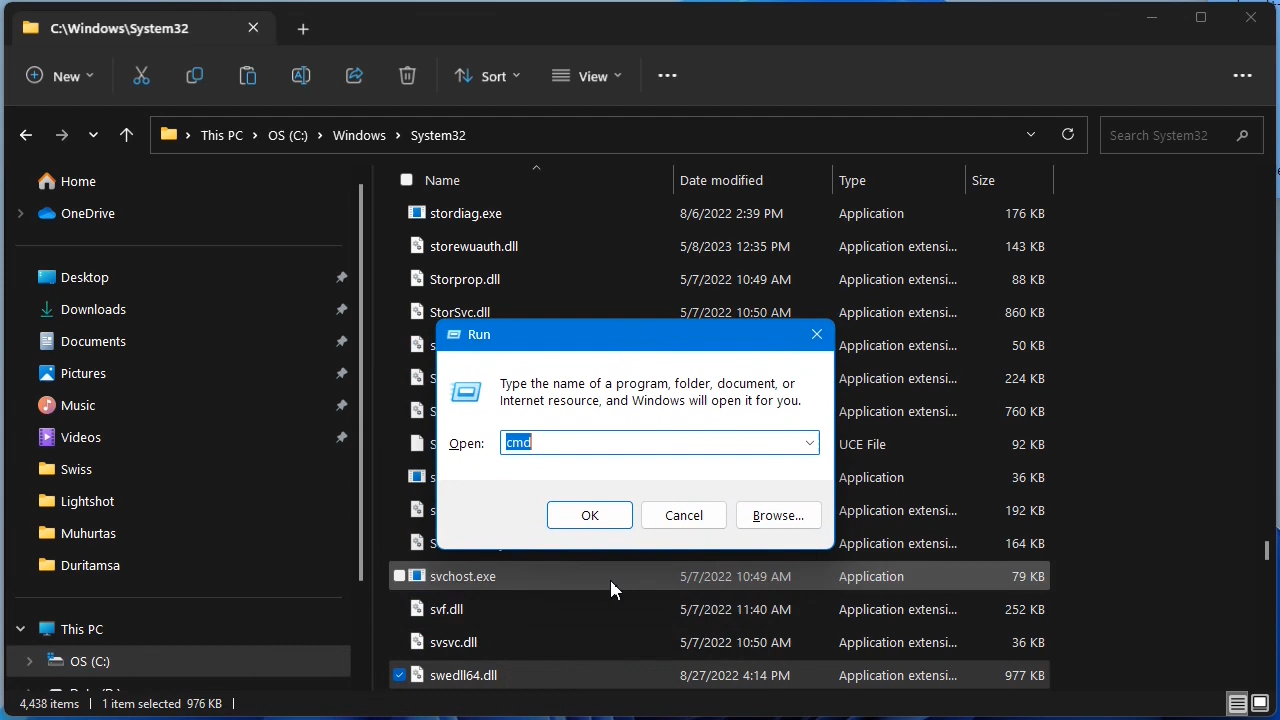 C:\Windows\System32
New
Sort
View
This PC
OS (C:)
Windows
System32
Search System32
Home
OneDrive
Desktop
Downloads
Documents
Pictures
Music
Videos
Swiss
Lightshot
Muhurtas
Duritamsa
This PC
OS (C:)
Name Date modified Type Size
stordiag.exe 8/6/2022 2:39 PM Application 176 KB
storewuauth.dll 5/8/2023 12:35 PM Application extensi... 143 KB
Storprop.dll 5/7/2022 10:49 AM Application extensi... 88 KB
StorSvc.dll 5/7/2022 10:50 AM Application extensi... 860 KB
Application extensi... 50 KB
Application extensi... 224 KB
Application extensi... 760 KB
UCE File 92 KB
Application 36 KB
Application extensi... 192 KB
Application extensi... 164 KB
svchost.exe 5/7/2022 10:49 AM Application 79 KB
svf.dll 5/7/2022 11:40 AM Application extensi... 252 KB
svsvc.dll 5/7/2022 10:50 AM Application extensi... 36 KB
swedll64.dll 8/27/2022 4:14 PM Application extensi... 977 KB
Run
Type the name of a program, folder, document, or
Internet resource, and Windows will open it for you.
Open: cmd
OK
Cancel
Browse...
4,438 items
1 item selected 976 KB